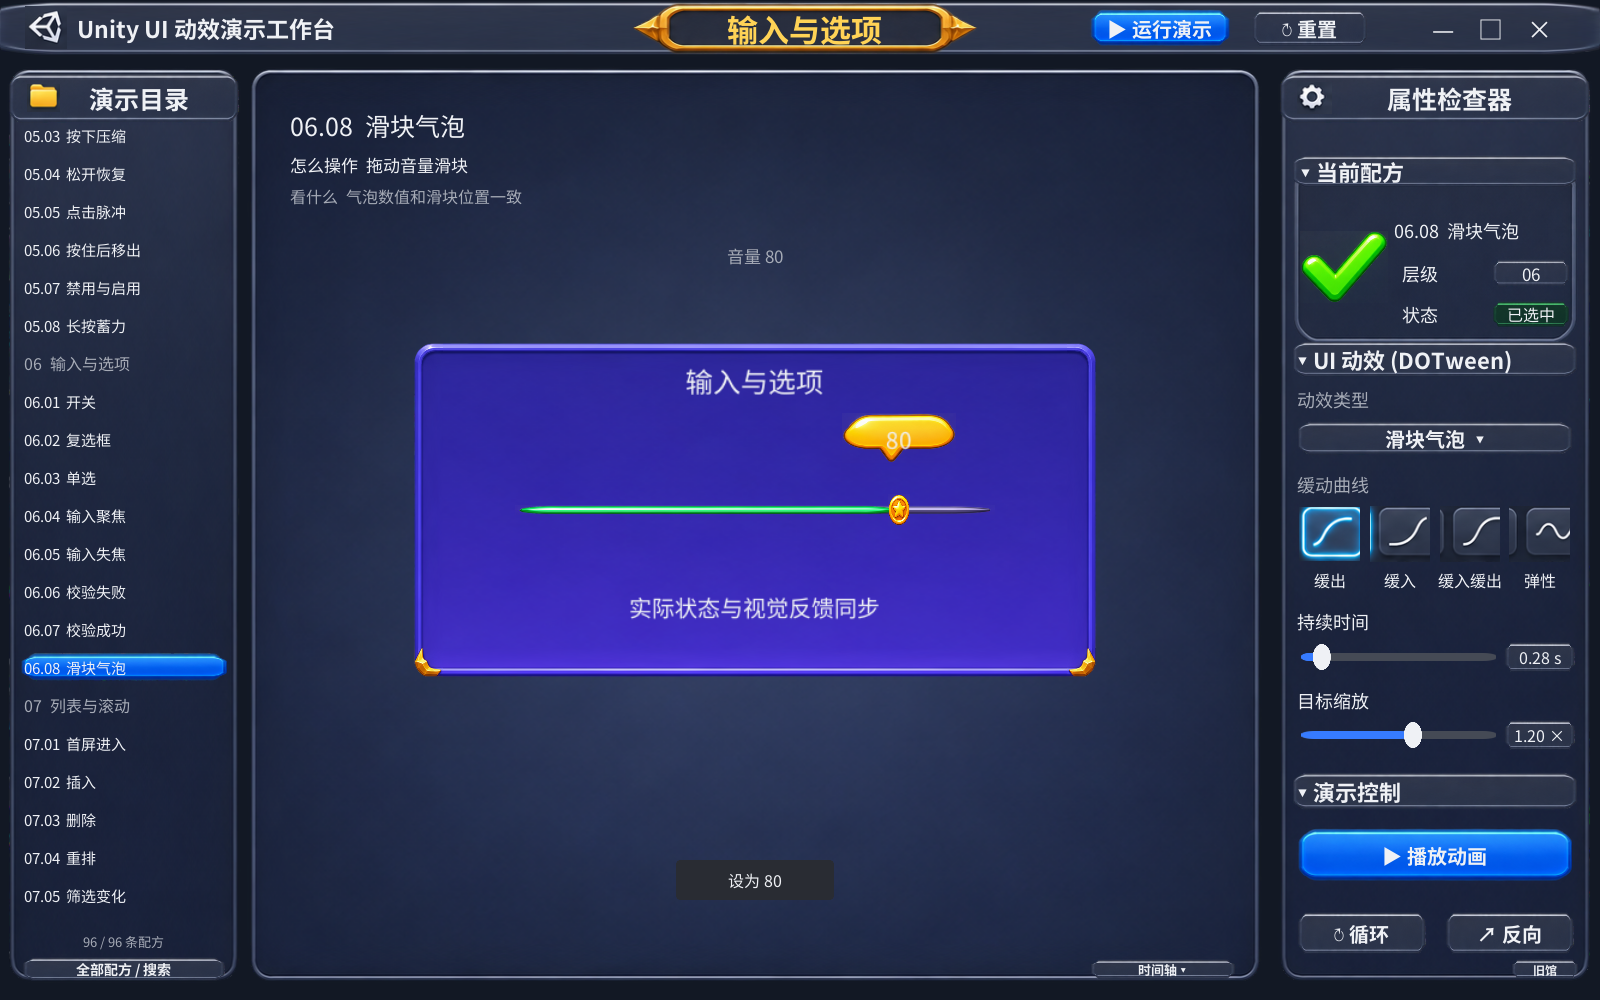 Unity UI 动效演示工作台
输入与选项
▶ 运行演示
↻ 重置
演示目录
05.03 按下压缩
05.04 松开恢复
05.05 点击脉冲
05.06 按住后移出
05.07 禁用与启用
05.08 长按蓄力
06 输入与选项
06.01 开关
06.02 复选框
06.03 单选
06.04 输入聚焦
06.05 输入失焦
06.06 校验失败
06.07 校验成功
06.08 滑块气泡
07 列表与滚动
07.01 首屏进入
07.02 插入
07.03 删除
07.04 重排
07.05 筛选变化
96 / 96 条配方
全部配方 / 搜索
06.08 滑块气泡
怎么操作 拖动音量滑块
看什么 气泡数值和滑块位置一致
音量 80
输入与选项
80
实际状态与视觉反馈同步
设为 80
时间轴 ▾
属性检查器
▾ 当前配方
06.08 滑块气泡
层级 06
状态 已选中
▾ UI 动效 (DOTween)
动效类型
滑块气泡 ▾
缓动曲线
缓出 缓入 缓入缓出 弹性
持续时间
0.28 s
目标缩放
1.20 ×
▾ 演示控制
▶ 播放动画
↻ 循环
↗ 反向
旧馆